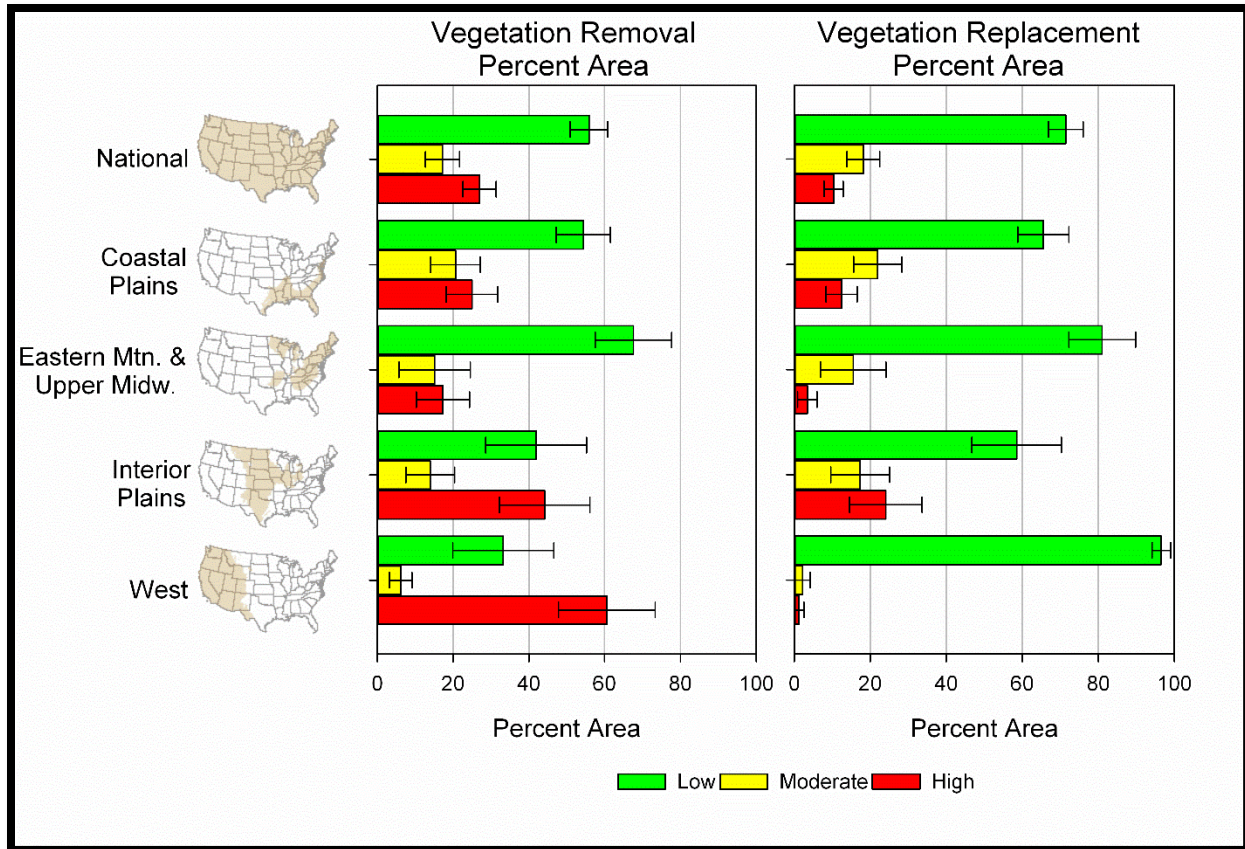 Vegetation Removal
Percent Area
Vegetation Replacement
Percent Area
National
Coastal
Plains
Eastern Mtn. &
Upper Midw.
Interior
Plains
West
0 20 40 60 80 100
0 20 40 60 80 100
Percent Area
Percent Area
Low Moderate High